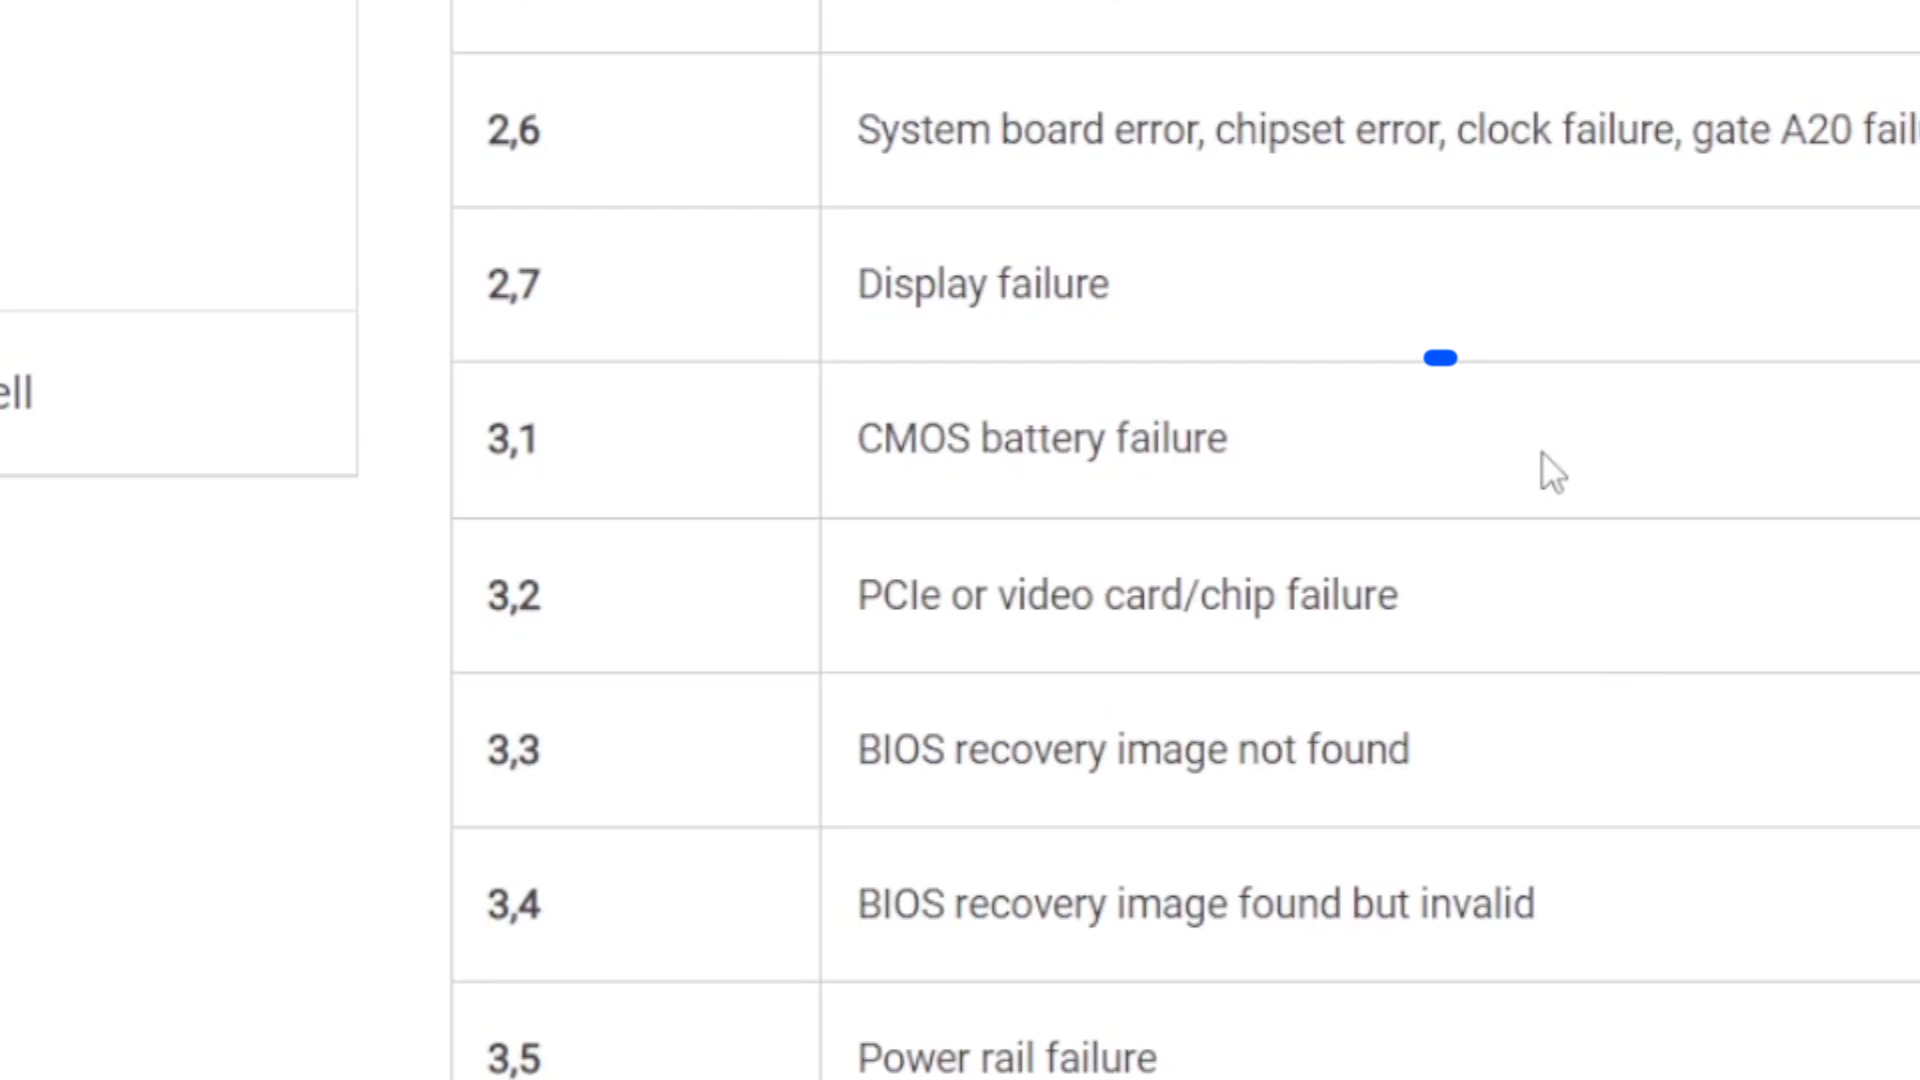 2,6 System board error, chipset error, clock failure, gate A20
2,7 Display failure
ell
3,1 CMOS battery failure
3,2 PCIe or video card/chip failure
3,3 BIOS recovery image not found
3,4 BIOS recovery image found but invalid
3,5 Power rail failure